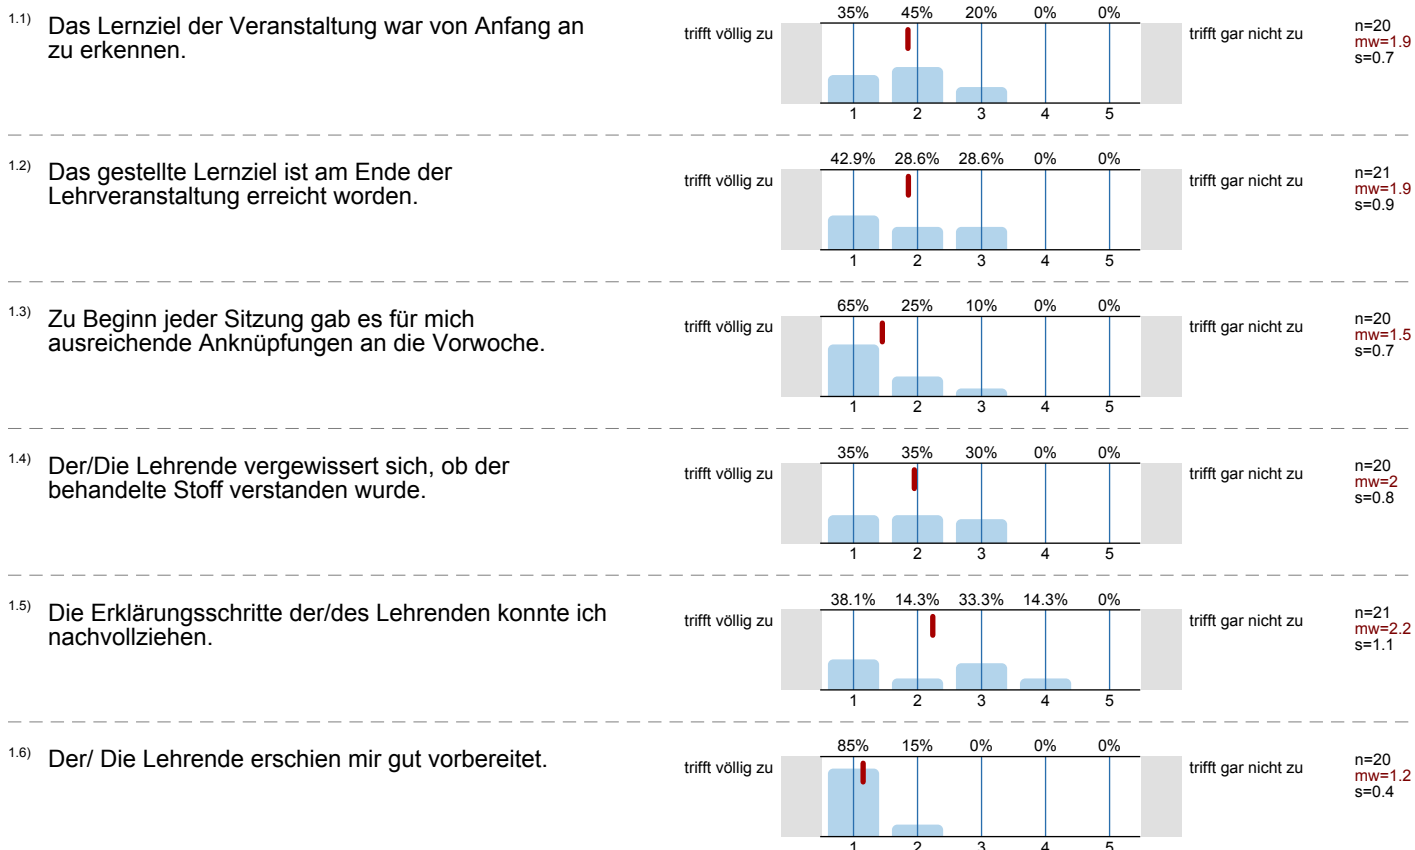 1.1) Das Lernziel der Veranstaltung war von Anfang an
zu erkennen.
trifft völlig zu
35% 45% 20% 0% 0%
1 2 3 4 5
trifft gar nicht zu
n=20
mw=1.9
s=0.7
1.2) Das gestellte Lernziel ist am Ende der
Lehrveranstaltung erreicht worden.
trifft völlig zu
42.9% 28.6% 28.6% 0% 0%
1 2 3 4 5
trifft gar nicht zu
n=21
mw=1.9
s=0.9
1.3) Zu Beginn jeder Sitzung gab es für mich
ausreichende Anknüpfungen an die Vorwoche.
trifft völlig zu
65% 25% 10% 0% 0%
1 2 3 4 5
trifft gar nicht zu
n=20
mw=1.5
s=0.7
1.4) Der/Die Lehrende vergewissert sich, ob der
behandelte Stoff verstanden wurde.
trifft völlig zu
35% 35% 30% 0% 0%
1 2 3 4 5
trifft gar nicht zu
n=20
mw=2
s=0.8
1.5) Die Erklärungsschritte der/des Lehrenden konnte ich
nachvollziehen.
trifft völlig zu
38.1% 14.3% 33.3% 14.3% 0%
1 2 3 4 5
trifft gar nicht zu
n=21
mw=2.2
s=1.1
1.6) Der/ Die Lehrende erschien mir gut vorbereitet.
trifft völlig zu
85% 15% 0% 0% 0%
1 2 3 4 5
trifft gar nicht zu
n=20
mw=1.2
s=0.4